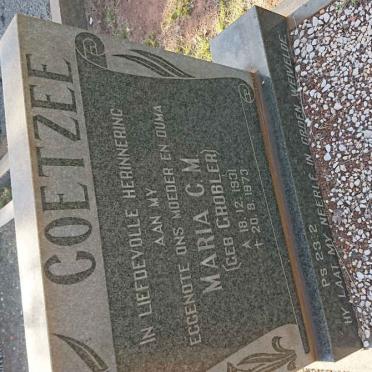 COETZEE
IN LIEFDEVOLLE HERINNERING
AAN MY
EGGENOTE ONS MOEDER EN OUMA
MARIA C. M.
(GEB GROBLER)
18. 12. 1931
20. 8. 1973
PS 23:2
HY LAAT MY NEERLÊ IN GROEN WEIVELDE